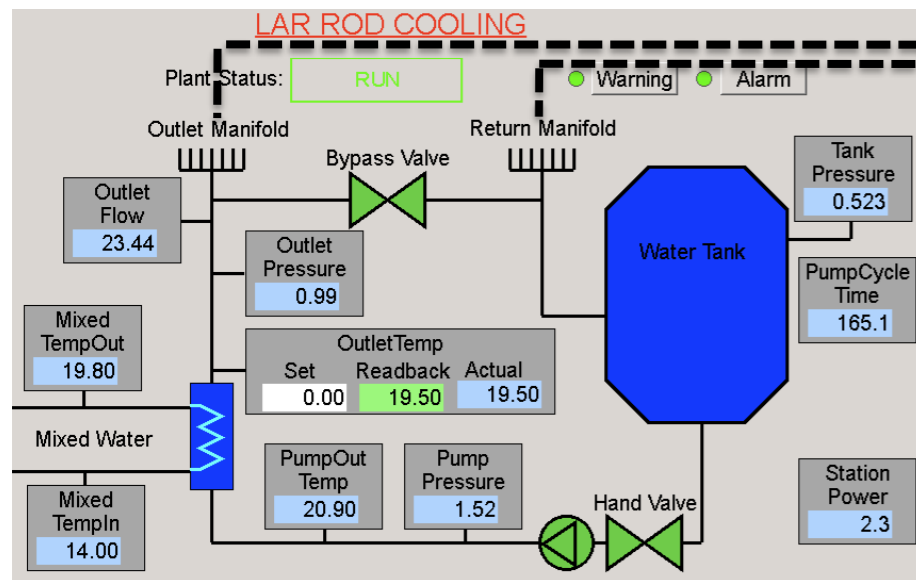 LAR ROD COOLING
Plant Status:
RUN
Warning
Alarm
Outlet Manifold
Return Manifold
Bypass Valve
Tank
Pressure
0.523
Outlet
Flow
23.44
Outlet
Pressure
0.99
Water Tank
PumpCycle
Time
165.1
Mixed
TempOut
19.80
OutletTemp
Set Readback Actual
0.00 19.50 19.50
Mixed Water
PumpOut
Temp
20.90
Pump
Pressure
1.52
Hand Valve
Station
Power
2.3
Mixed
TempIn
14.00